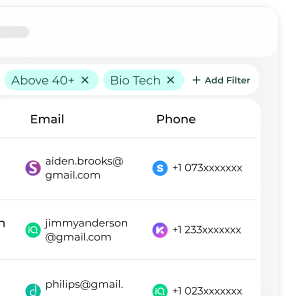 Above 40+ ✕ Bio Tech ✕ + Add Filter
Email Phone
aiden.brooks@
gmail.com
+1 073xxxxxxx
jimmyanderson
@gmail.com
+1 233xxxxxxx
philips@gmail.
+1 023xxxxxxx